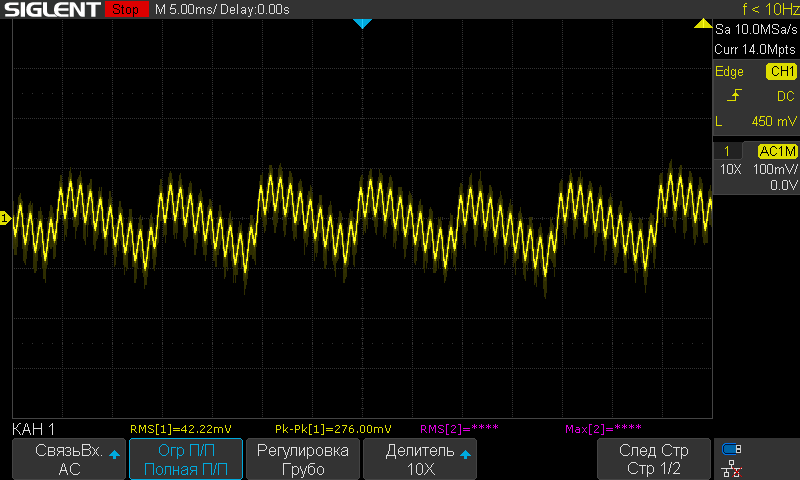 SIGLENT Stop M 5.00ms/ Delay:0.00s f < 10Hz
Sa 10.0MSa/s
Curr 14.0Mpts
Edge CH1
DC
L 450 mV
1 AC1M
10X 100mV/
0.0V
1
КАН 1 RMS[1]=42.22mV Pk-Pk[1]=276.00mV RMS[2]=**** Max[2]=****
СвязьВх. Огр П/П Регулировка Делитель След Стр
AC Полная П/П Грубо 10X Стр 1/2